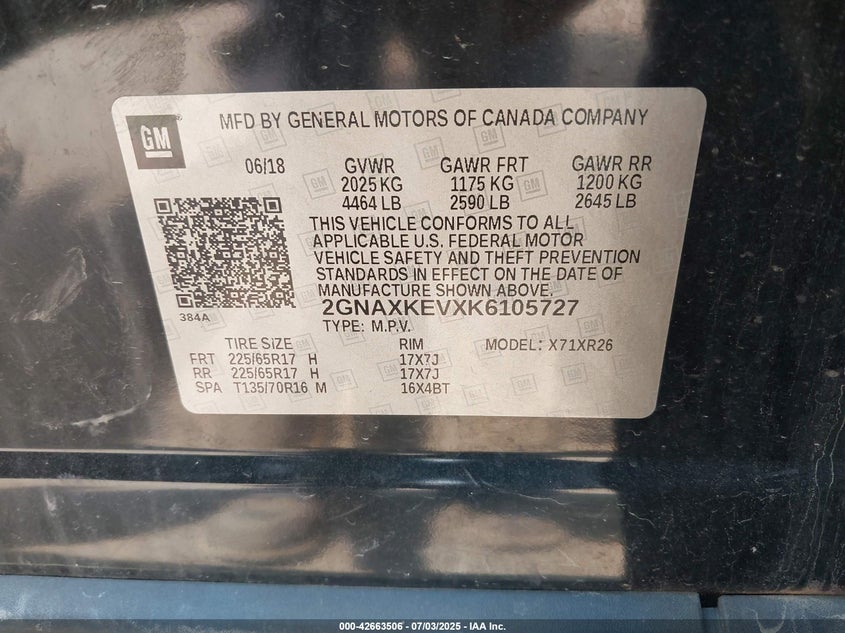 GM
MFD BY GENERAL MOTORS OF CANADA COMPANY
06/18 GVWR GAWR FRT GAWR RR
2025 KG 1175 KG 1200 KG
4464 LB 2590 LB 2645 LB
THIS VEHICLE CONFORMS TO ALL
APPLICABLE U.S. FEDERAL MOTOR
VEHICLE SAFETY AND THEFT PREVENTION
STANDARDS IN EFFECT ON THE DATE OF
MANUFACTURE SHOWN ABOVE.
384A
2GNAXKEVXK6105727
TYPE: M.P.V.
TIRE SIZE RIM MODEL: X71XR26
FRT 225/65R17 H 17X7J
RR 225/65R17 H 17X7J
SPA T135/70R16 M 16X4BT
000-42663506 - 07/03/2025 - IAA Inc.